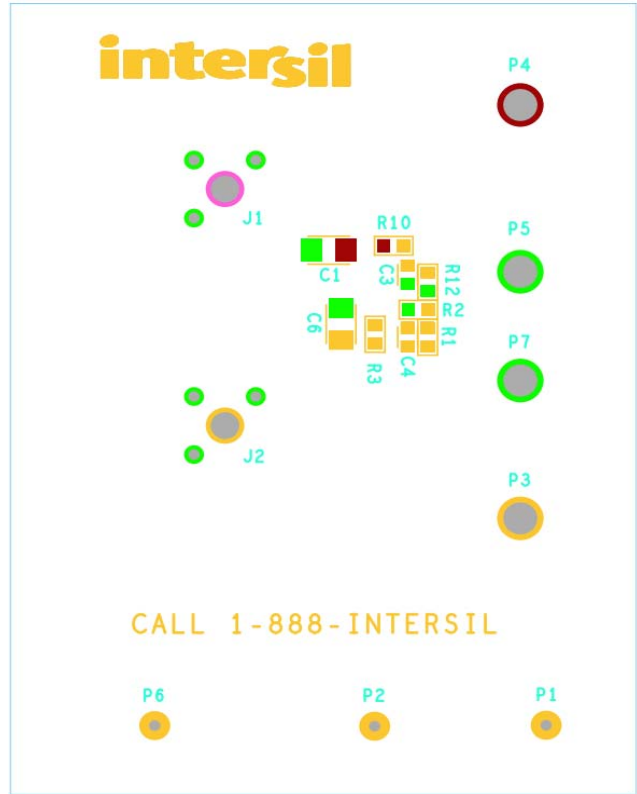 intersil
P4
J1
R10
P5
C1
C3
R12
R2
C6
R1
R3
C4
P7
J2
P3
CALL 1-888-INTERSIL
P6
P2
P1